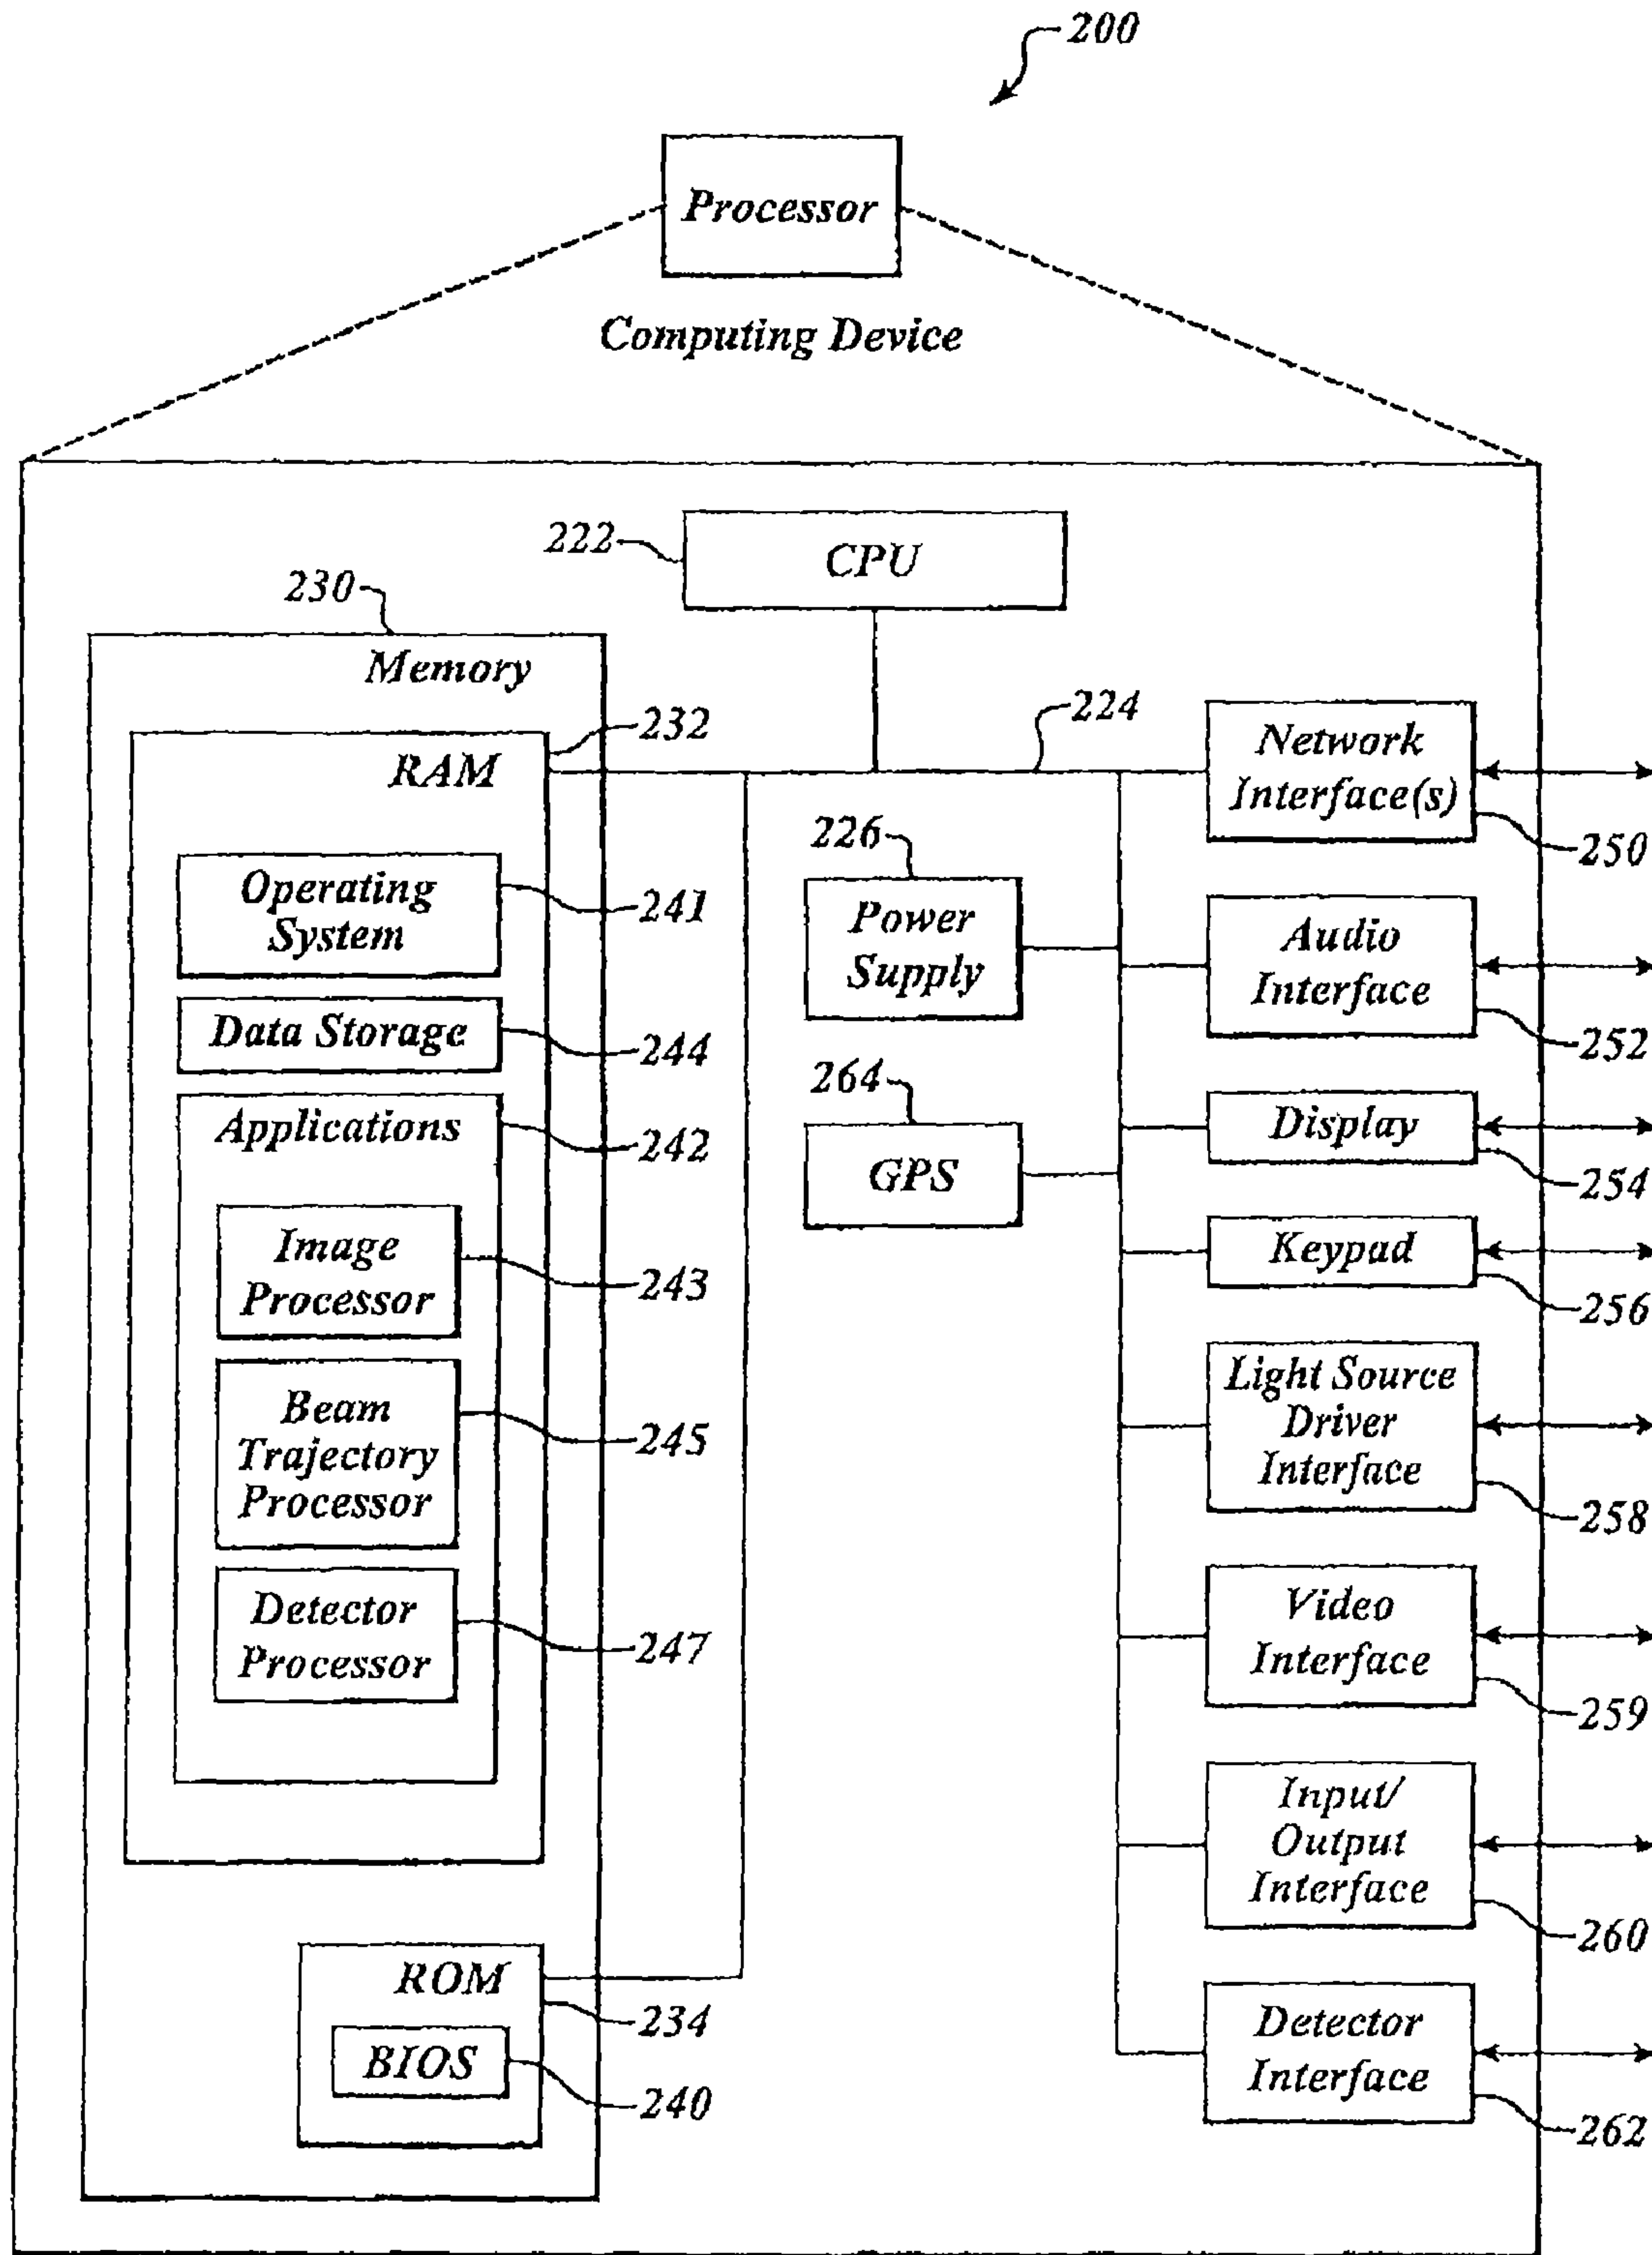 200
Processor
Computing Device
222
CPU
230
Memory
232
RAM
224
Network
Interface(s)
250
Operating
System
241
226
Power
Supply
Audio
Interface
252
Data Storage
244
264
GPS
Display
254
Applications
242
Keypad
256
Image
Processor
243
Light Source
Driver
Interface
258
Beam
Trajectory
Processor
245
Video
Interface
259
Detector
Processor
247
Input/
Output
Interface
260
ROM
234
BIOS
240
Detector
Interface
262